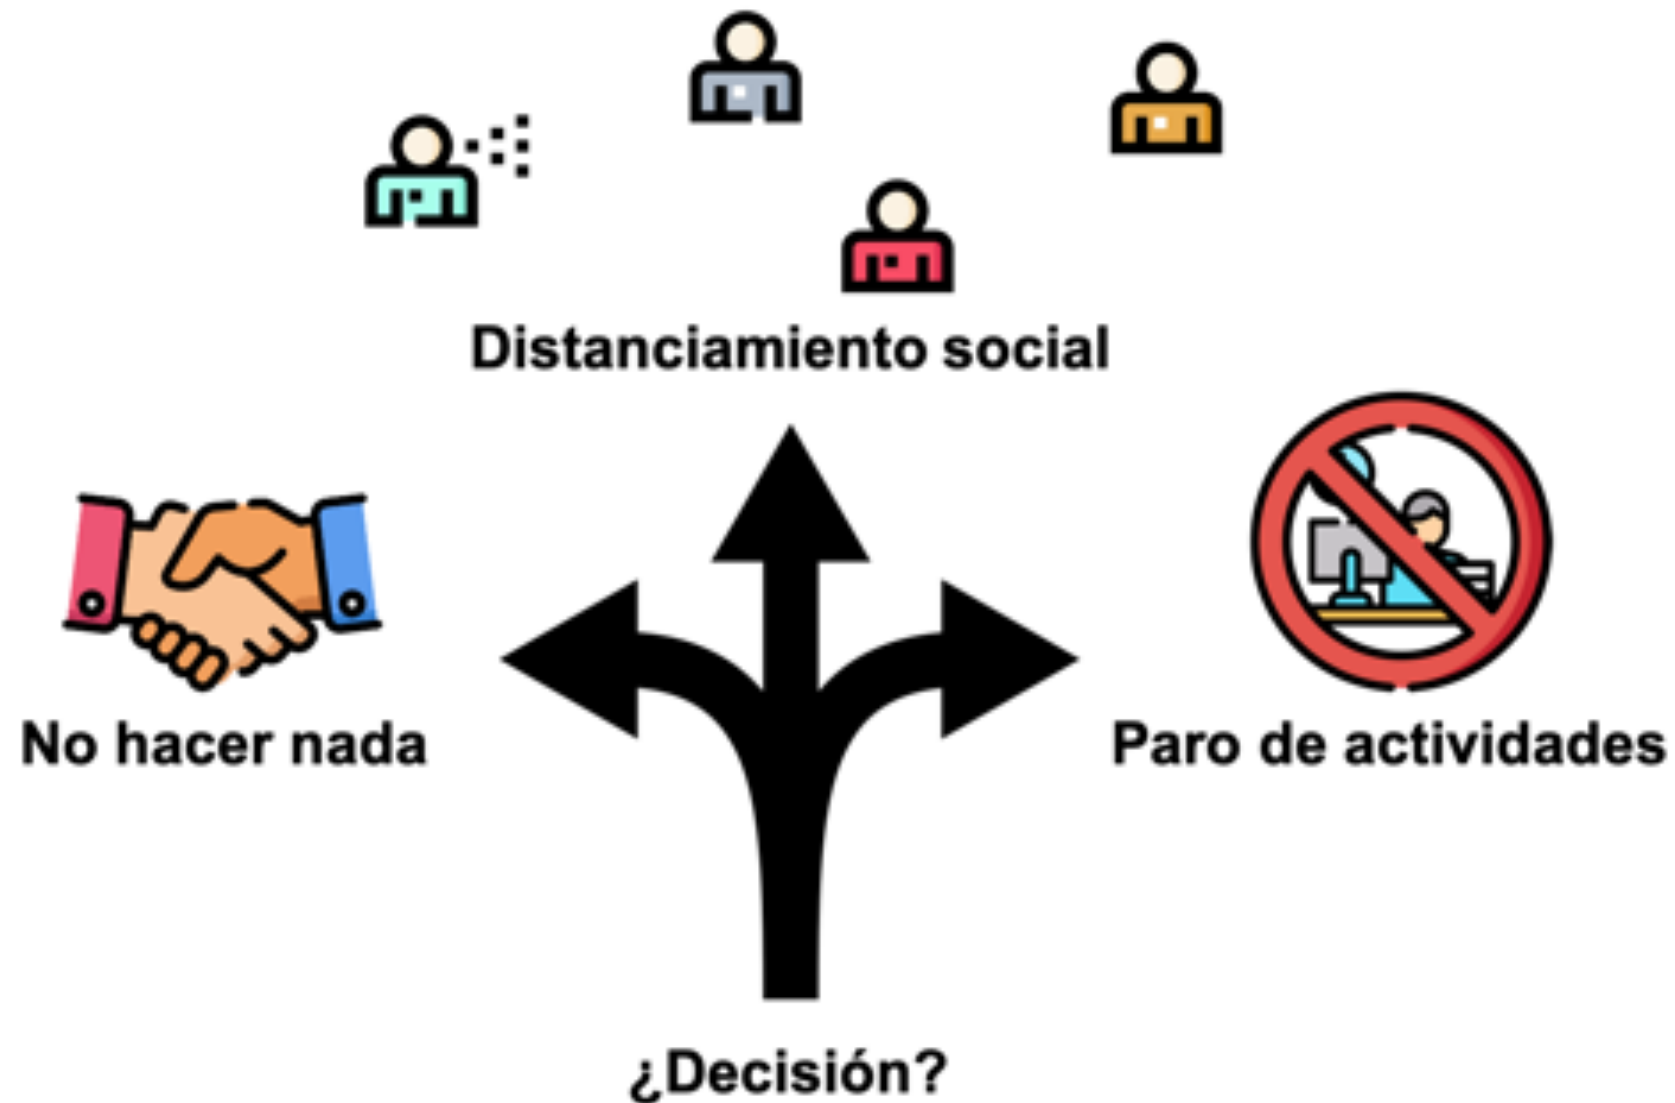 Distanciamiento social
No hacer nada
Paro de actividades
¿Decisión?